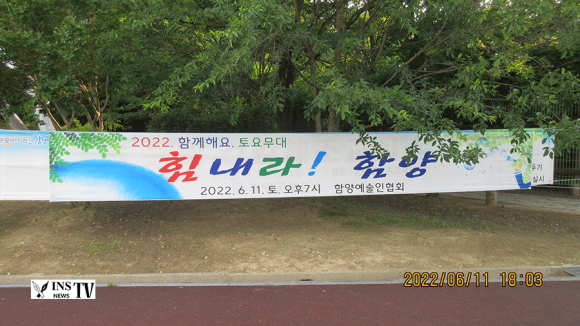 2022. 함께해요. 토요무대
힘내라! 함양
2022. 6. 11. 토. 오후7시 함양예술인협회
INS TV
NEWS
2022/06/11 18:03